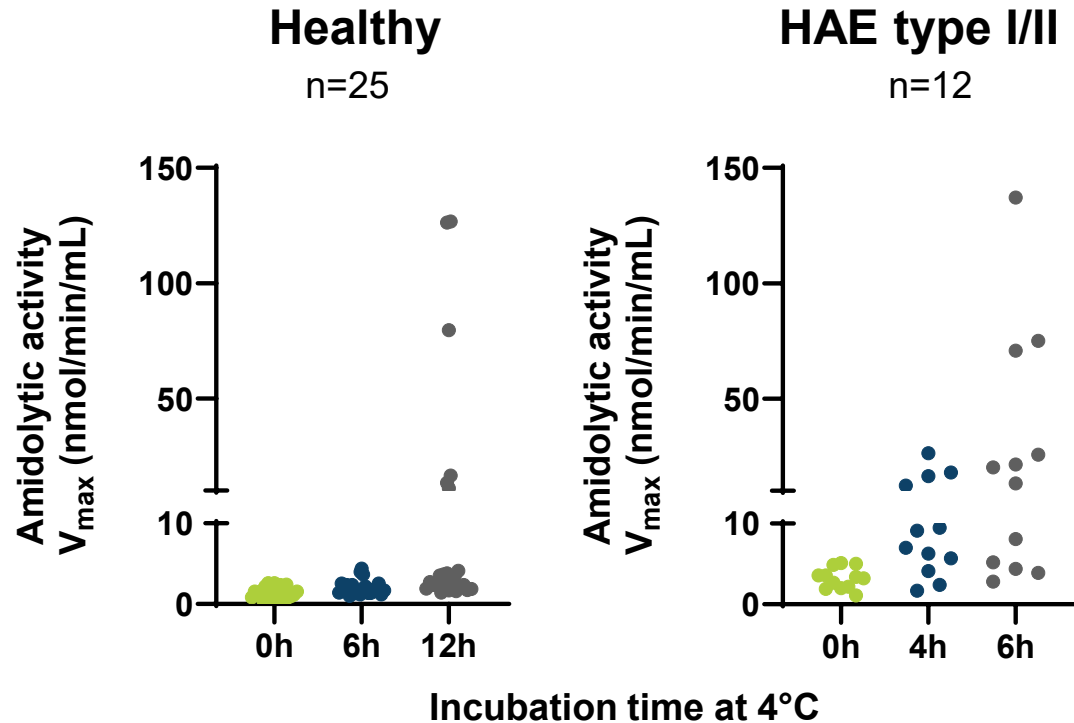 Healthy
n=25
Amidolytic activity
Vmax (nmol/min/mL)
150
100
50
10
0
0h
6h
12h
HAE type I/II
n=12
Amidolytic activity
Vmax (nmol/min/mL)
150
100
50
10
0
0h
4h
6h
Incubation time at 4°C